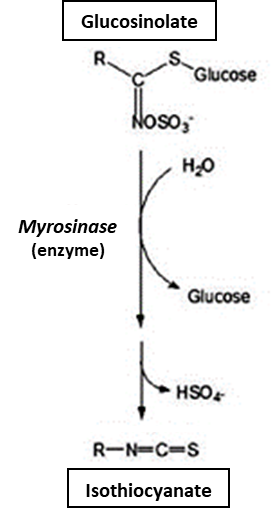 Glucosinolate
R
S
C
Glucose
NOSO₃⁻
H₂O
Myrosinase
(enzyme)
Glucose
HSO₄⁻
R—N=C=S
Isothiocyanate